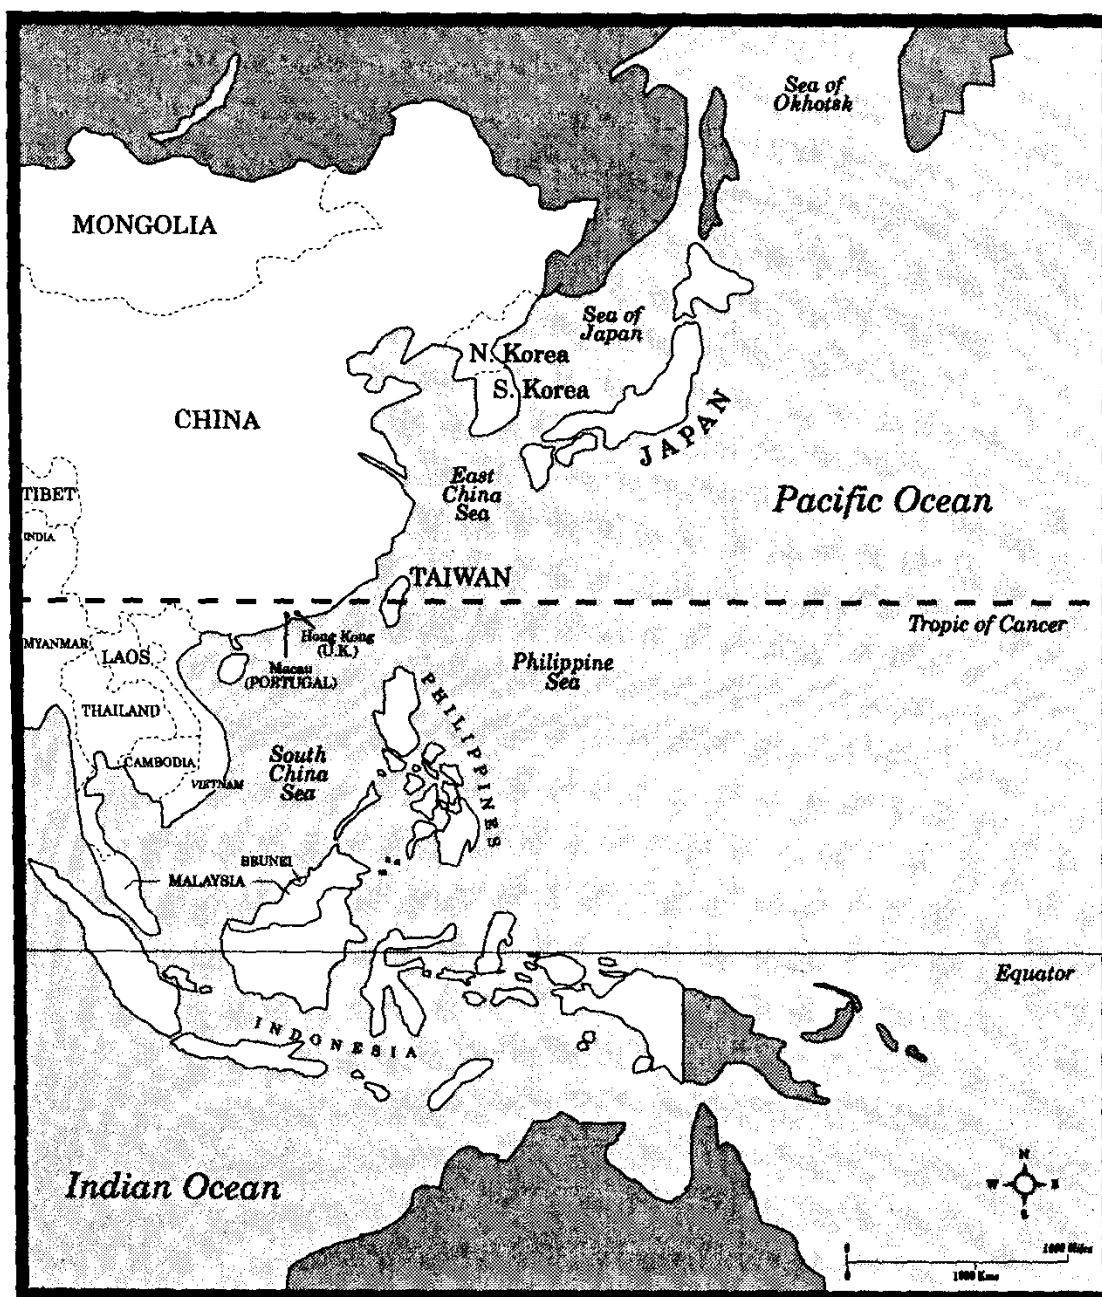 Sea of
Okhotsk
MONGOLIA
Sea of
Japan
N. Korea
S. Korea
CHINA
JAPAN
East
China
Sea
TIBET
INDIA
Pacific Ocean
TAIWAN
Tropic of Cancer
MYANMAR
LAOS
Hong Kong
(U.K.)
Macau
(PORTUGAL)
Philippine
Sea
THAILAND
PHILIPPINES
CAMBODIA
VIETNAM
South
China
Sea
BRUNEI
MALAYSIA
Equator
INDONESIA
Indian Ocean
N
W E
S
0 1000 Miles
0 1000 Kms